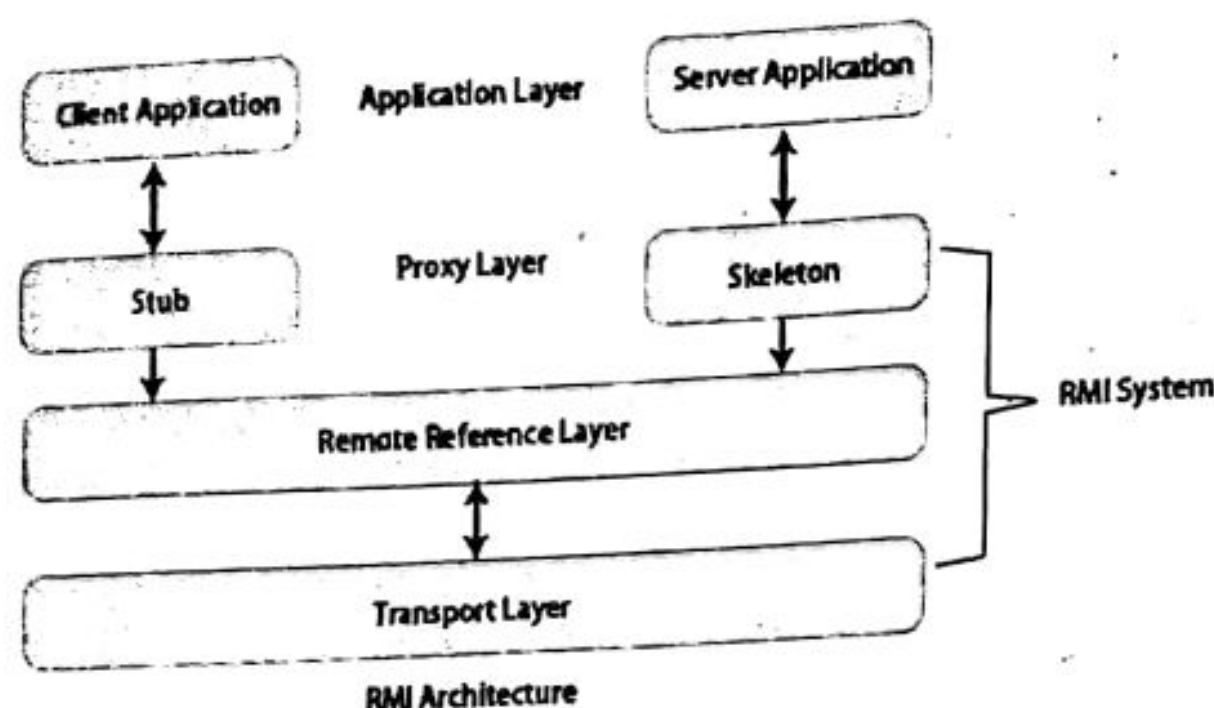 Client Application
Application Layer
Server Application
Stub
Proxy Layer
Skeleton
Remote Reference Layer
RMI System
Transport Layer
RMI Architecture